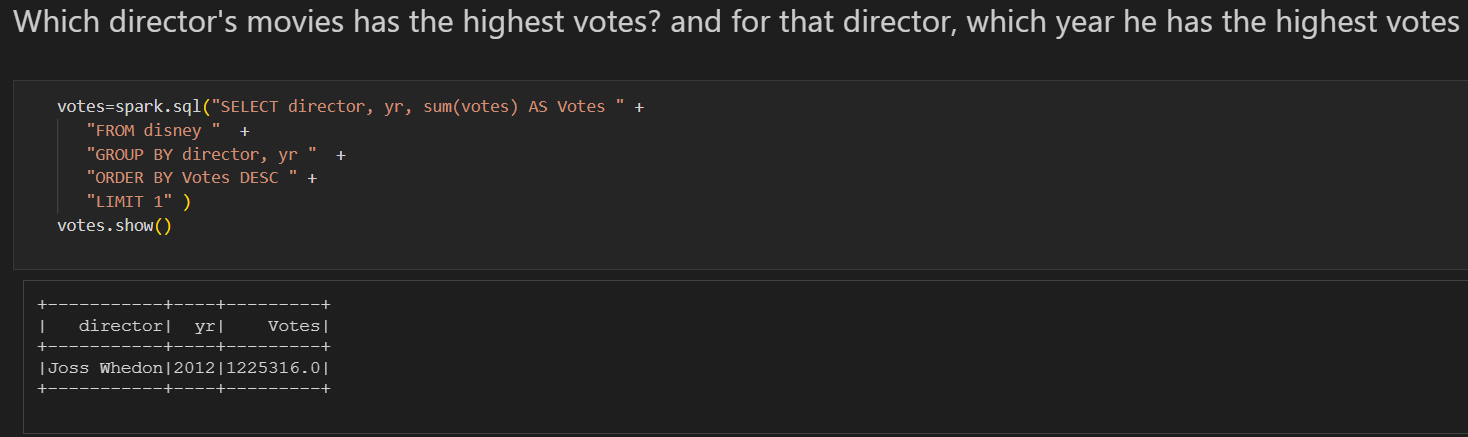 Which director's movies has the highest votes? and for that director, which year he has the highest votes
votes=spark.sql("SELECT director, yr, sum(votes) AS Votes " +
"FROM disney "  +
"GROUP BY director, yr "  +
"ORDER BY Votes DESC " +
"LIMIT 1" )
votes.show()
+-----------+----+---------+
|   director|  yr|    Votes|
+-----------+----+---------+
|Joss Whedon|2012|1225316.0|
+-----------+----+---------+